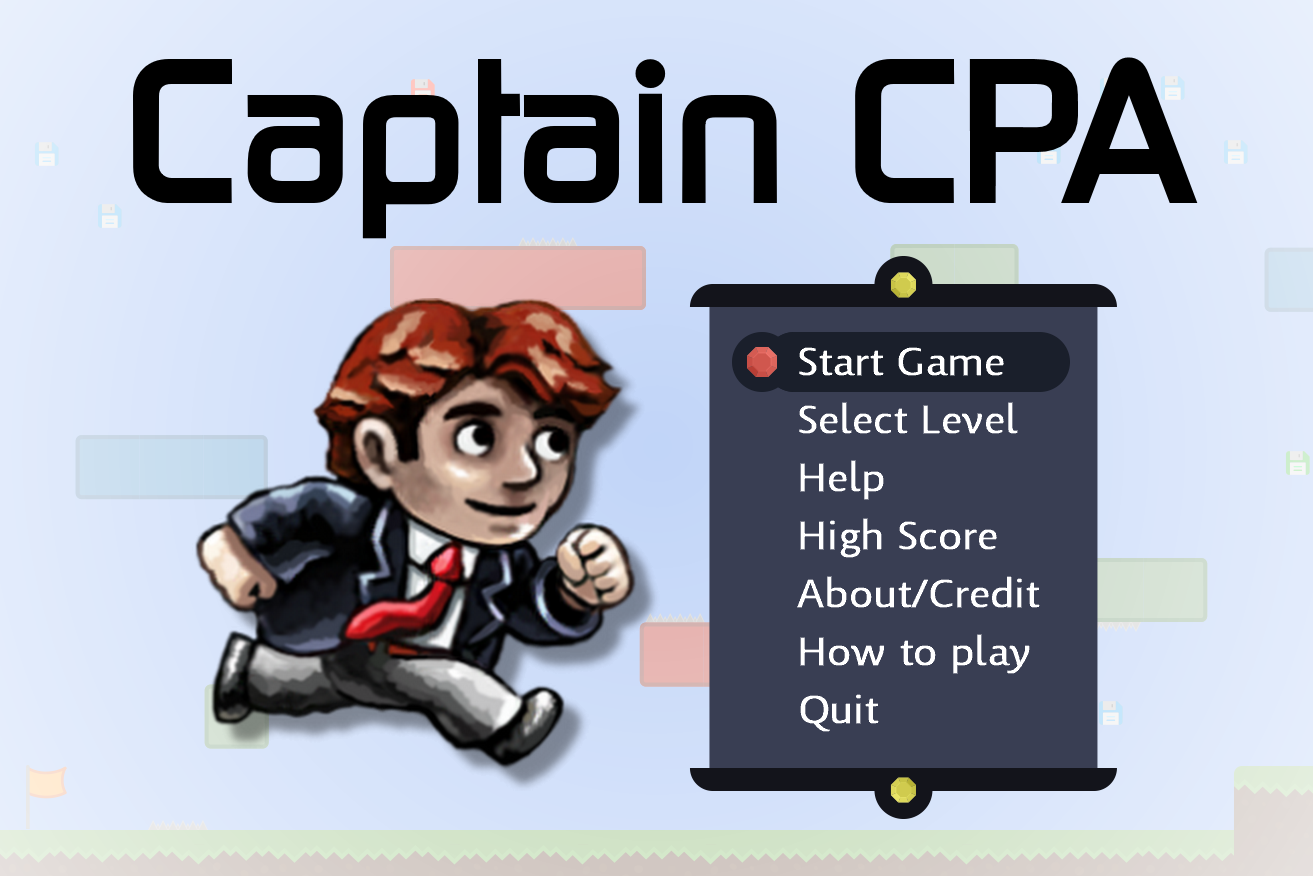 Captain CPA
Start Game
Select Level
Help
High Score
About/Credit
How to play
Quit